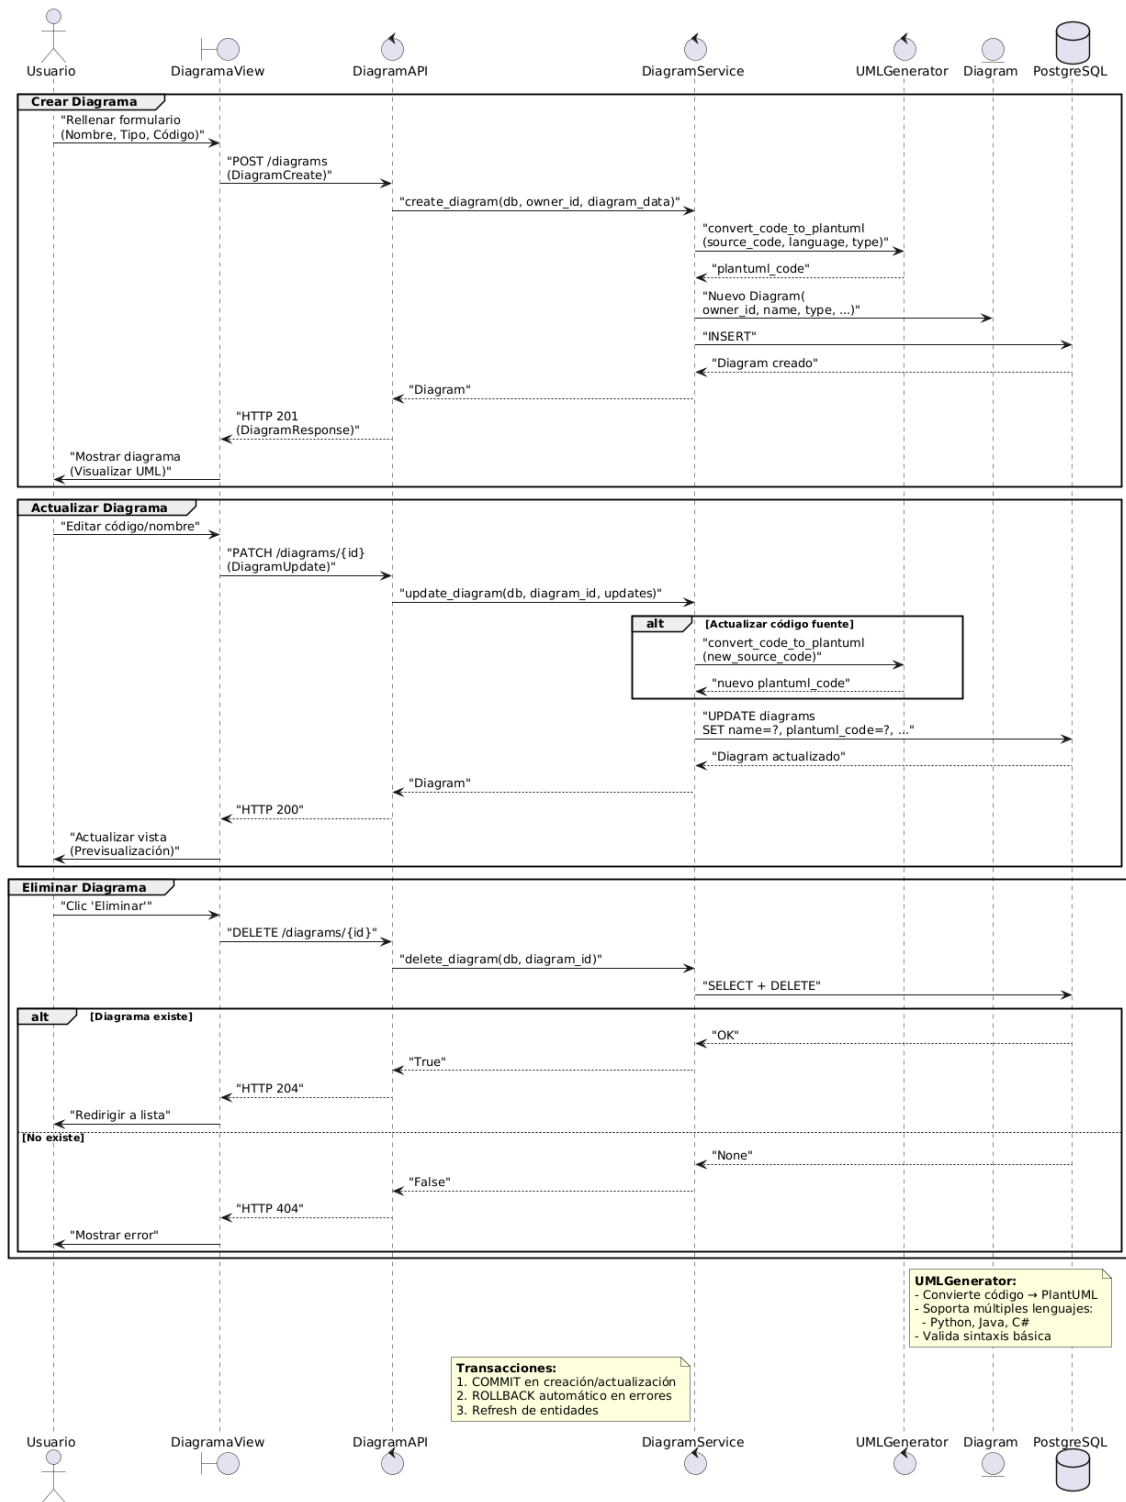 Usuario
DiagramaView
DiagramAPI
DiagramService
UMLGenerator
Diagram
PostgreSQL
Crear Diagrama
"Rellenar formulario
(Nombre, Tipo, Código)"
"POST /diagrams
(DiagramCreate)"
"create_diagram(db, owner_id, diagram_data)"
"convert_code_to_plantuml
(source_code, language, type)"
"plantuml_code"
"Nuevo Diagram(
owner_id, name, type, ...)"
"INSERT"
"Diagram creado"
"Diagram"
"HTTP 201
(DiagramResponse)"
"Mostrar diagrama
(Visualizar UML)"
Actualizar Diagrama
"Editar código/nombre"
"PATCH /diagrams/{id}
(DiagramUpdate)"
"update_diagram(db, diagram_id, updates)"
alt [Actualizar código fuente]
"convert_code_to_plantuml
(new_source_code)"
"nuevo plantuml_code"
"UPDATE diagrams
SET name=?, plantuml_code=?, ..."
"Diagram actualizado"
"Diagram"
"HTTP 200"
"Actualizar vista
(Previsualización)"
Eliminar Diagrama
"Clic 'Eliminar'"
"DELETE /diagrams/{id}"
"delete_diagram(db, diagram_id)"
"SELECT + DELETE"
alt [Diagrama existe]
"OK"
"True"
"HTTP 204"
"Redirigir a lista"
[No existe]
"None"
"False"
"HTTP 404"
"Mostrar error"
UMLGenerator:
- Convierte código → PlantUML
- Soporta múltiples lenguajes:
- Python, Java, C#
- Valida sintaxis básica
Transacciones:
1. COMMIT en creación/actualización
2. ROLLBACK automático en errores
3. Refresh de entidades
Usuario
DiagramaView
DiagramAPI
DiagramService
UMLGenerator
Diagram
PostgreSQL